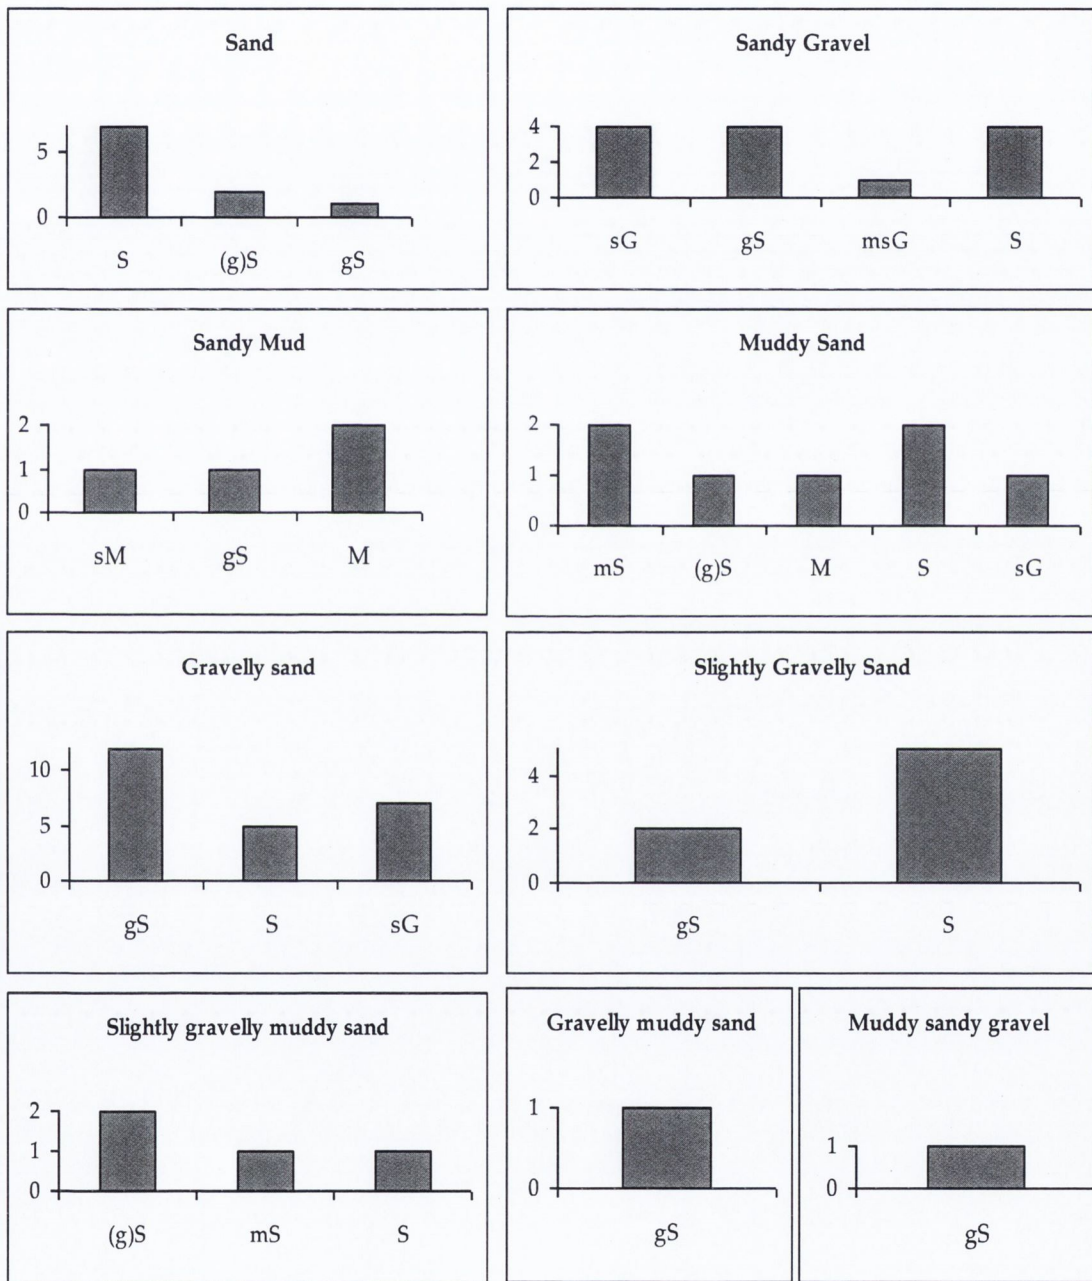 Sand
5
0
S (g)S gS
Sandy Gravel
4
2
0
sG gS msG S
Sandy Mud
2
1
0
sM gS M
Muddy Sand
2
1
0
mS (g)S M S sG
Gravelly sand
10
5
0
gS S sG
Slightly Gravelly Sand
4
2
0
gS S
Slightly gravelly muddy sand
2
1
0
(g)S mS S
Gravelly muddy sand
1
0
gS
Muddy sandy gravel
1
0
gS